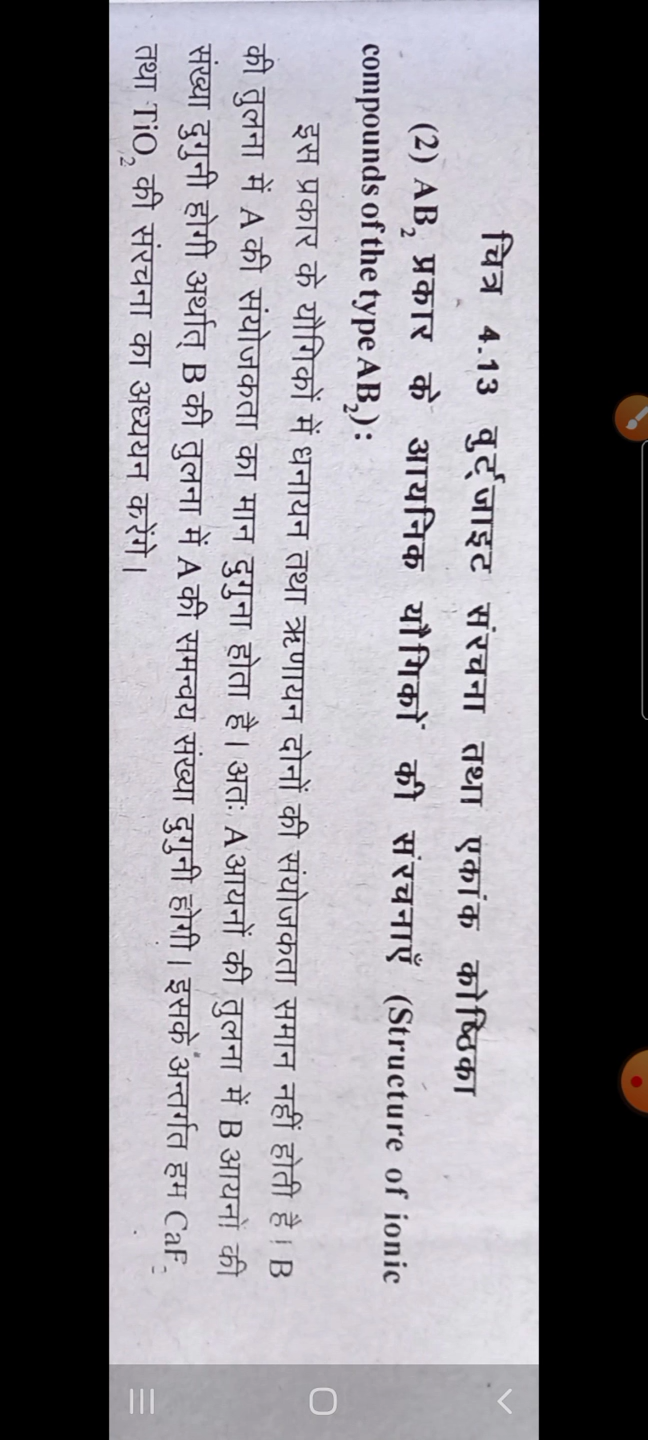 चित्र 4.13 वुर्ट्जाइट संरचना तथा एकांक कोष्ठिका
(2) AB₂ प्रकार के आयनिक यौगिकों की संरचनाएँ (Structure of ionic
compounds of the type AB₂):
इस प्रकार के यौगिकों में धनायन तथा ऋणायन दोनों की संयोजकता समान नहीं होती है। B
की तुलना में A की संयोजकता का मान दुगुना होता है। अतः A आयनों की तुलना में B आयनों की
संख्या दुगुनी होगी अर्थात् B की तुलना में A की समन्वय संख्या दुगुनी होगी। इसके अन्तर्गत हम CaF₂
तथा TiO₂ की संरचना का अध्ययन करेंगे।